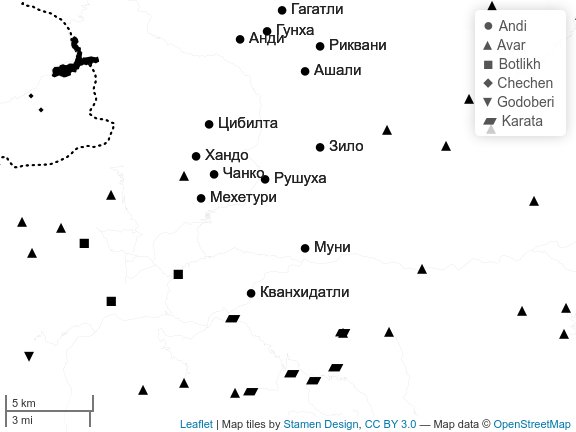 Гагатли
Гунха
Анди
Риквани
Ашали
Цибилта
Зило
Хандо
Чанко
Рушуха
Мехетури
Муни
Кванхидатли
Andi
Avar
Botlikh
Chechen
Godoberi
Karata
5 km
3 mi
Leaflet | Map tiles by Stamen Design, CC BY 3.0 — Map data © OpenStreetMap